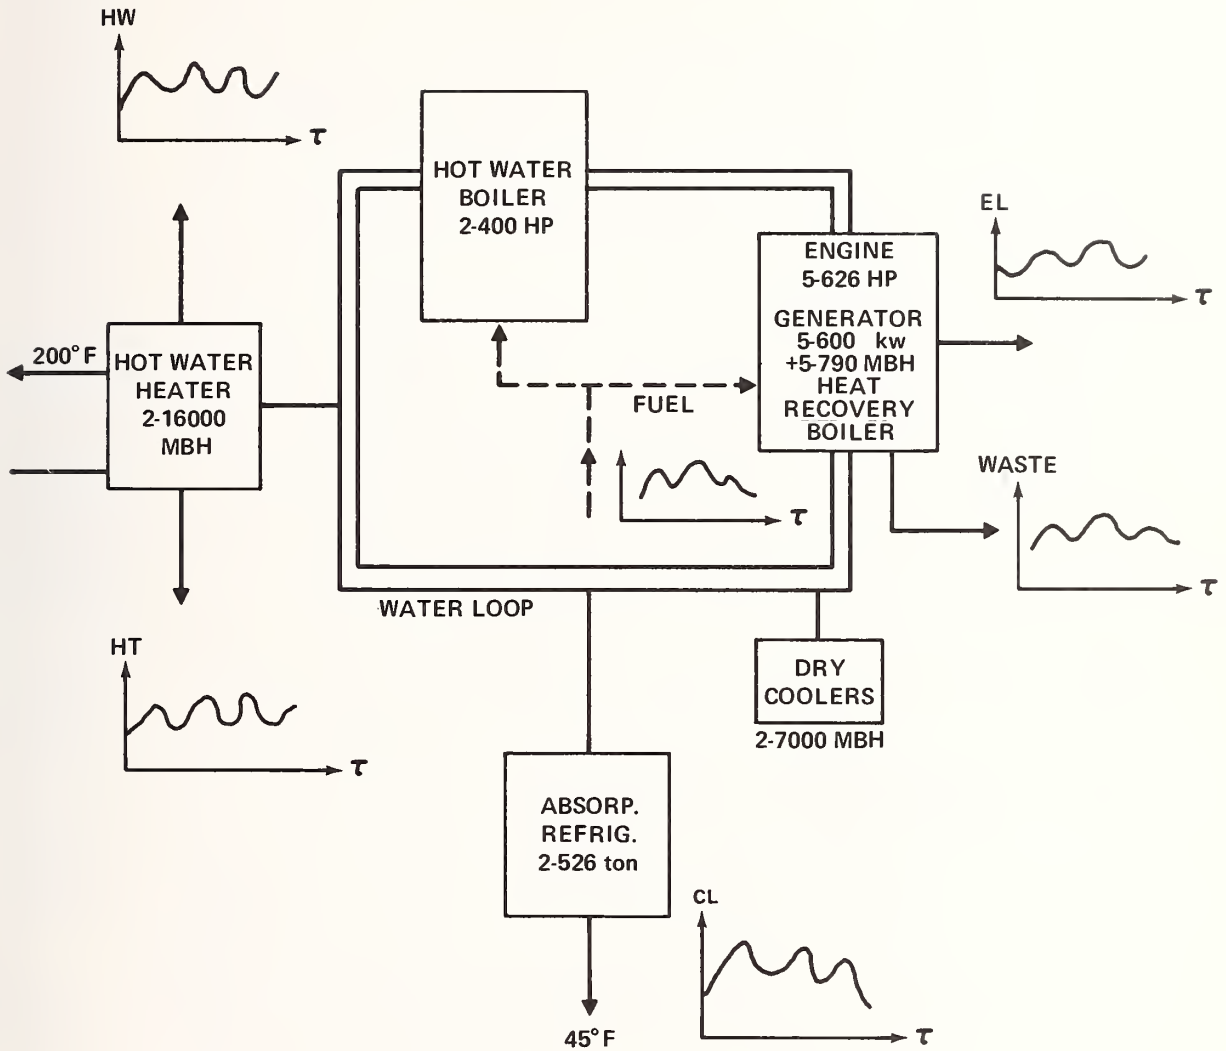 HW
τ
HOT WATER
BOILER
2-400 HP
EL
τ
ENGINE
5-626 HP
GENERATOR
5-600 kw
+5-790 MBH
HEAT
RECOVERY
BOILER
200°F
HOT WATER
HEATER
2-16000
MBH
FUEL
τ
WASTE
τ
WATER LOOP
HT
τ
DRY
COOLERS
2-7000 MBH
ABSORP.
REFRIG.
2-526 ton
CL
τ
45°F